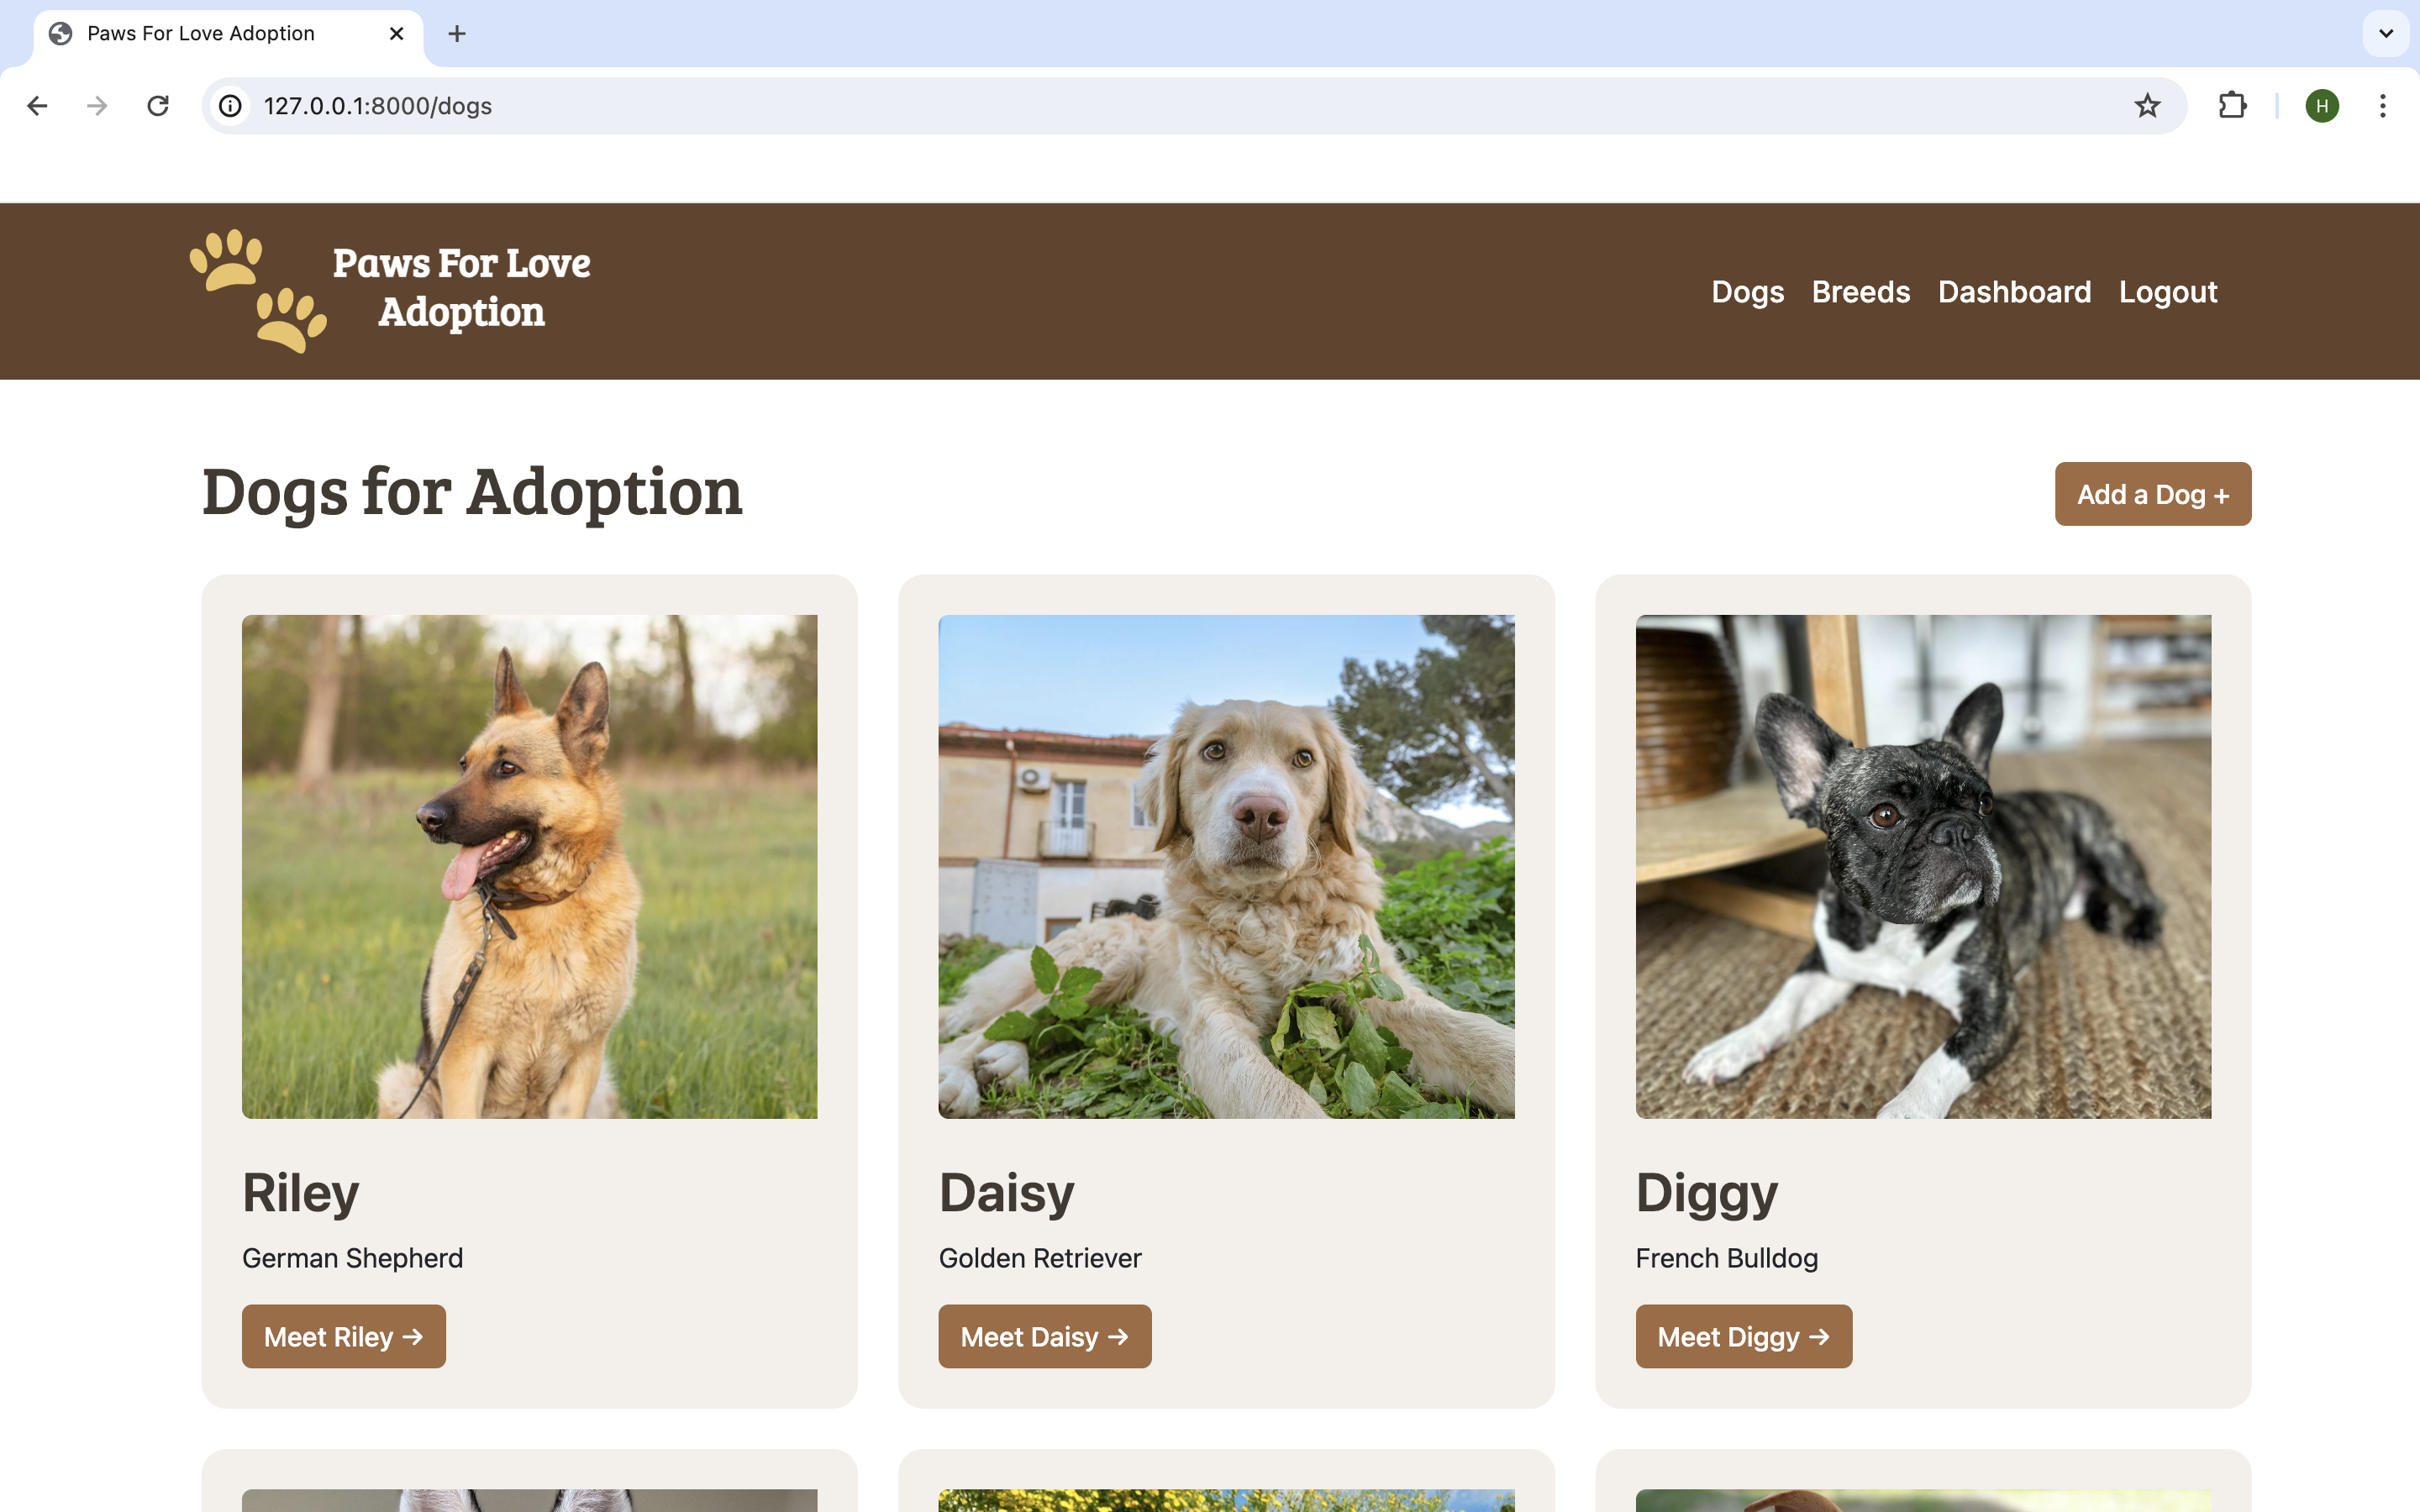 Paws For Love Adoption
127.0.0.1:8000/dogs
H
Paws For Love
Adoption
Dogs Breeds Dashboard Logout
Dogs for Adoption
Add a Dog +
Riley
German Shepherd
Meet Riley →
Daisy
Golden Retriever
Meet Daisy →
Diggy
French Bulldog
Meet Diggy →